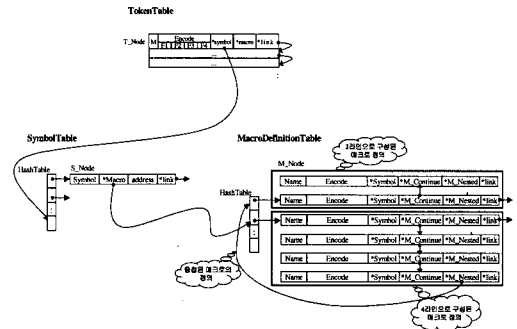 TokenTable
T_Node M Encode *symbol *macro *link
F1 F2 F3 F4
SymbolTable
HashTable
S_Node
Symbol *Macro address *link
MacroDefinitionTable
2라인으로 구성된
매크로 정의
M_Node
HashTable
Name Encode *Symbol *M_Continue *M_Nested *link
Name Encode *Symbol *M_Continue *M_Nested *link
Name Encode *Symbol *M_Continue *M_Nested *link
Name Encode *Symbol *M_Continue *M_Nested *link
Name Encode *Symbol *M_Continue *M_Nested *link
Name Encode *Symbol *M_Continue *M_Nested *link
중첩된 매크로의
정의
4라인으로 구성된
매크로 정의